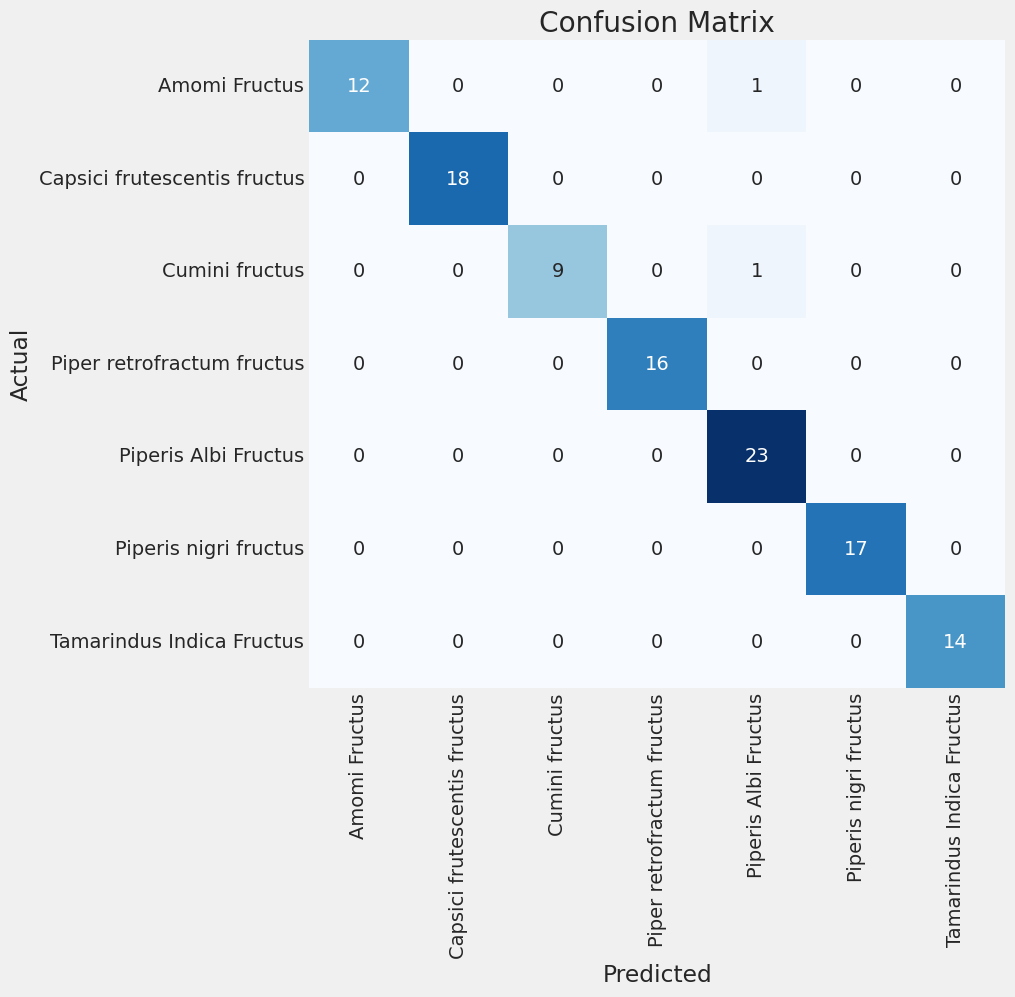 Confusion Matrix
Amomi Fructus 12 0 0 0 1 0 0
Capsici frutescentis fructus 0 18 0 0 0 0 0
Cumini fructus 0 0 9 0 1 0 0
Piper retrofractum fructus 0 0 0 16 0 0 0
Piperis Albi Fructus 0 0 0 0 23 0 0
Piperis nigri fructus 0 0 0 0 0 17 0
Tamarindus Indica Fructus 0 0 0 0 0 0 14
Actual
Amomi Fructus
Capsici frutescentis fructus
Cumini fructus
Piper retrofractum fructus
Piperis Albi Fructus
Piperis nigri fructus
Tamarindus Indica Fructus
Predicted